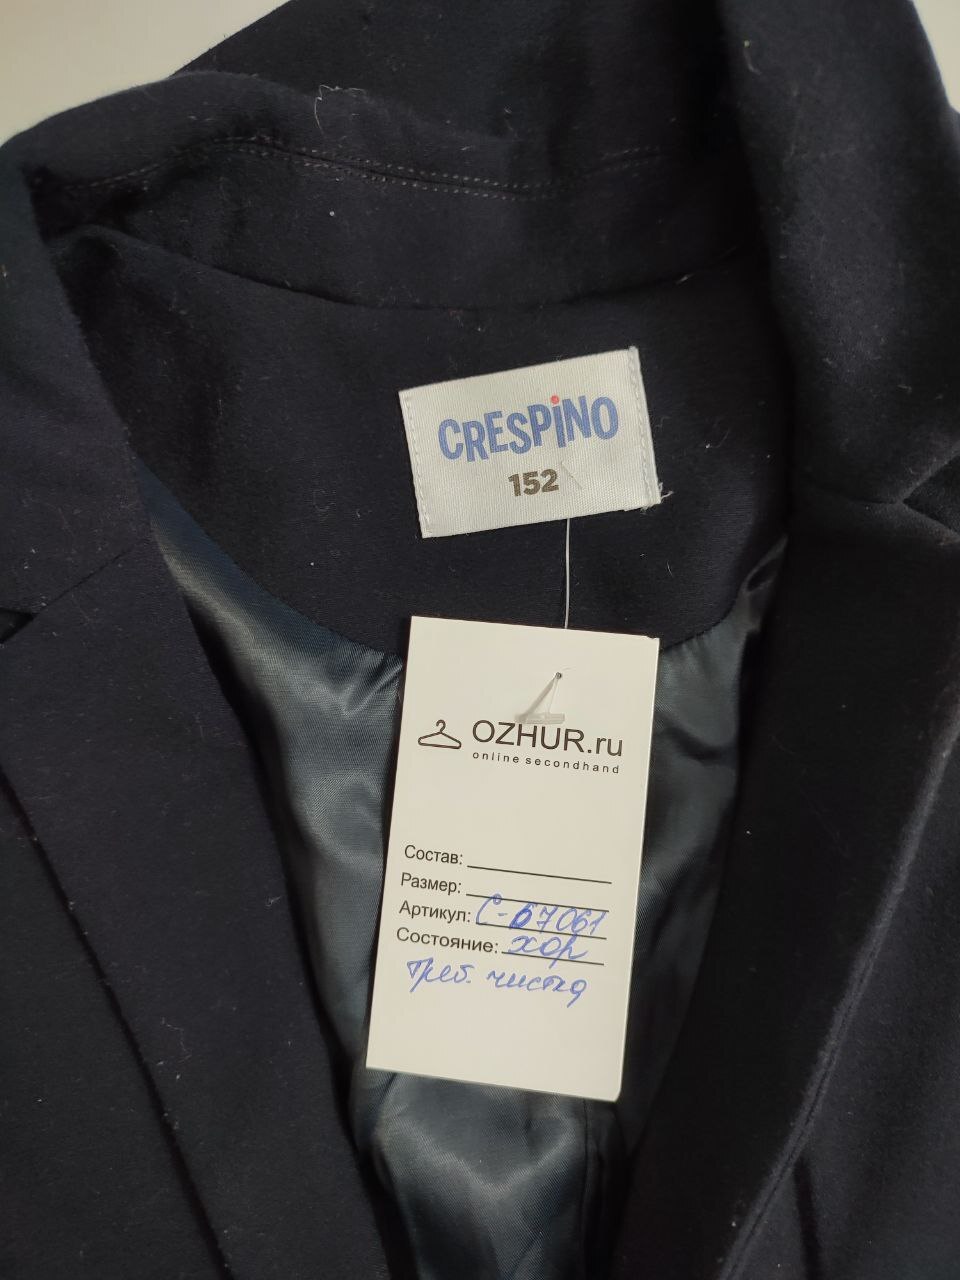 CRESPINO
152
OZHUR.ru
online secondhand
Состав:
Размер:
Артикул: С-67061
Состояние: хор
треб. чистка